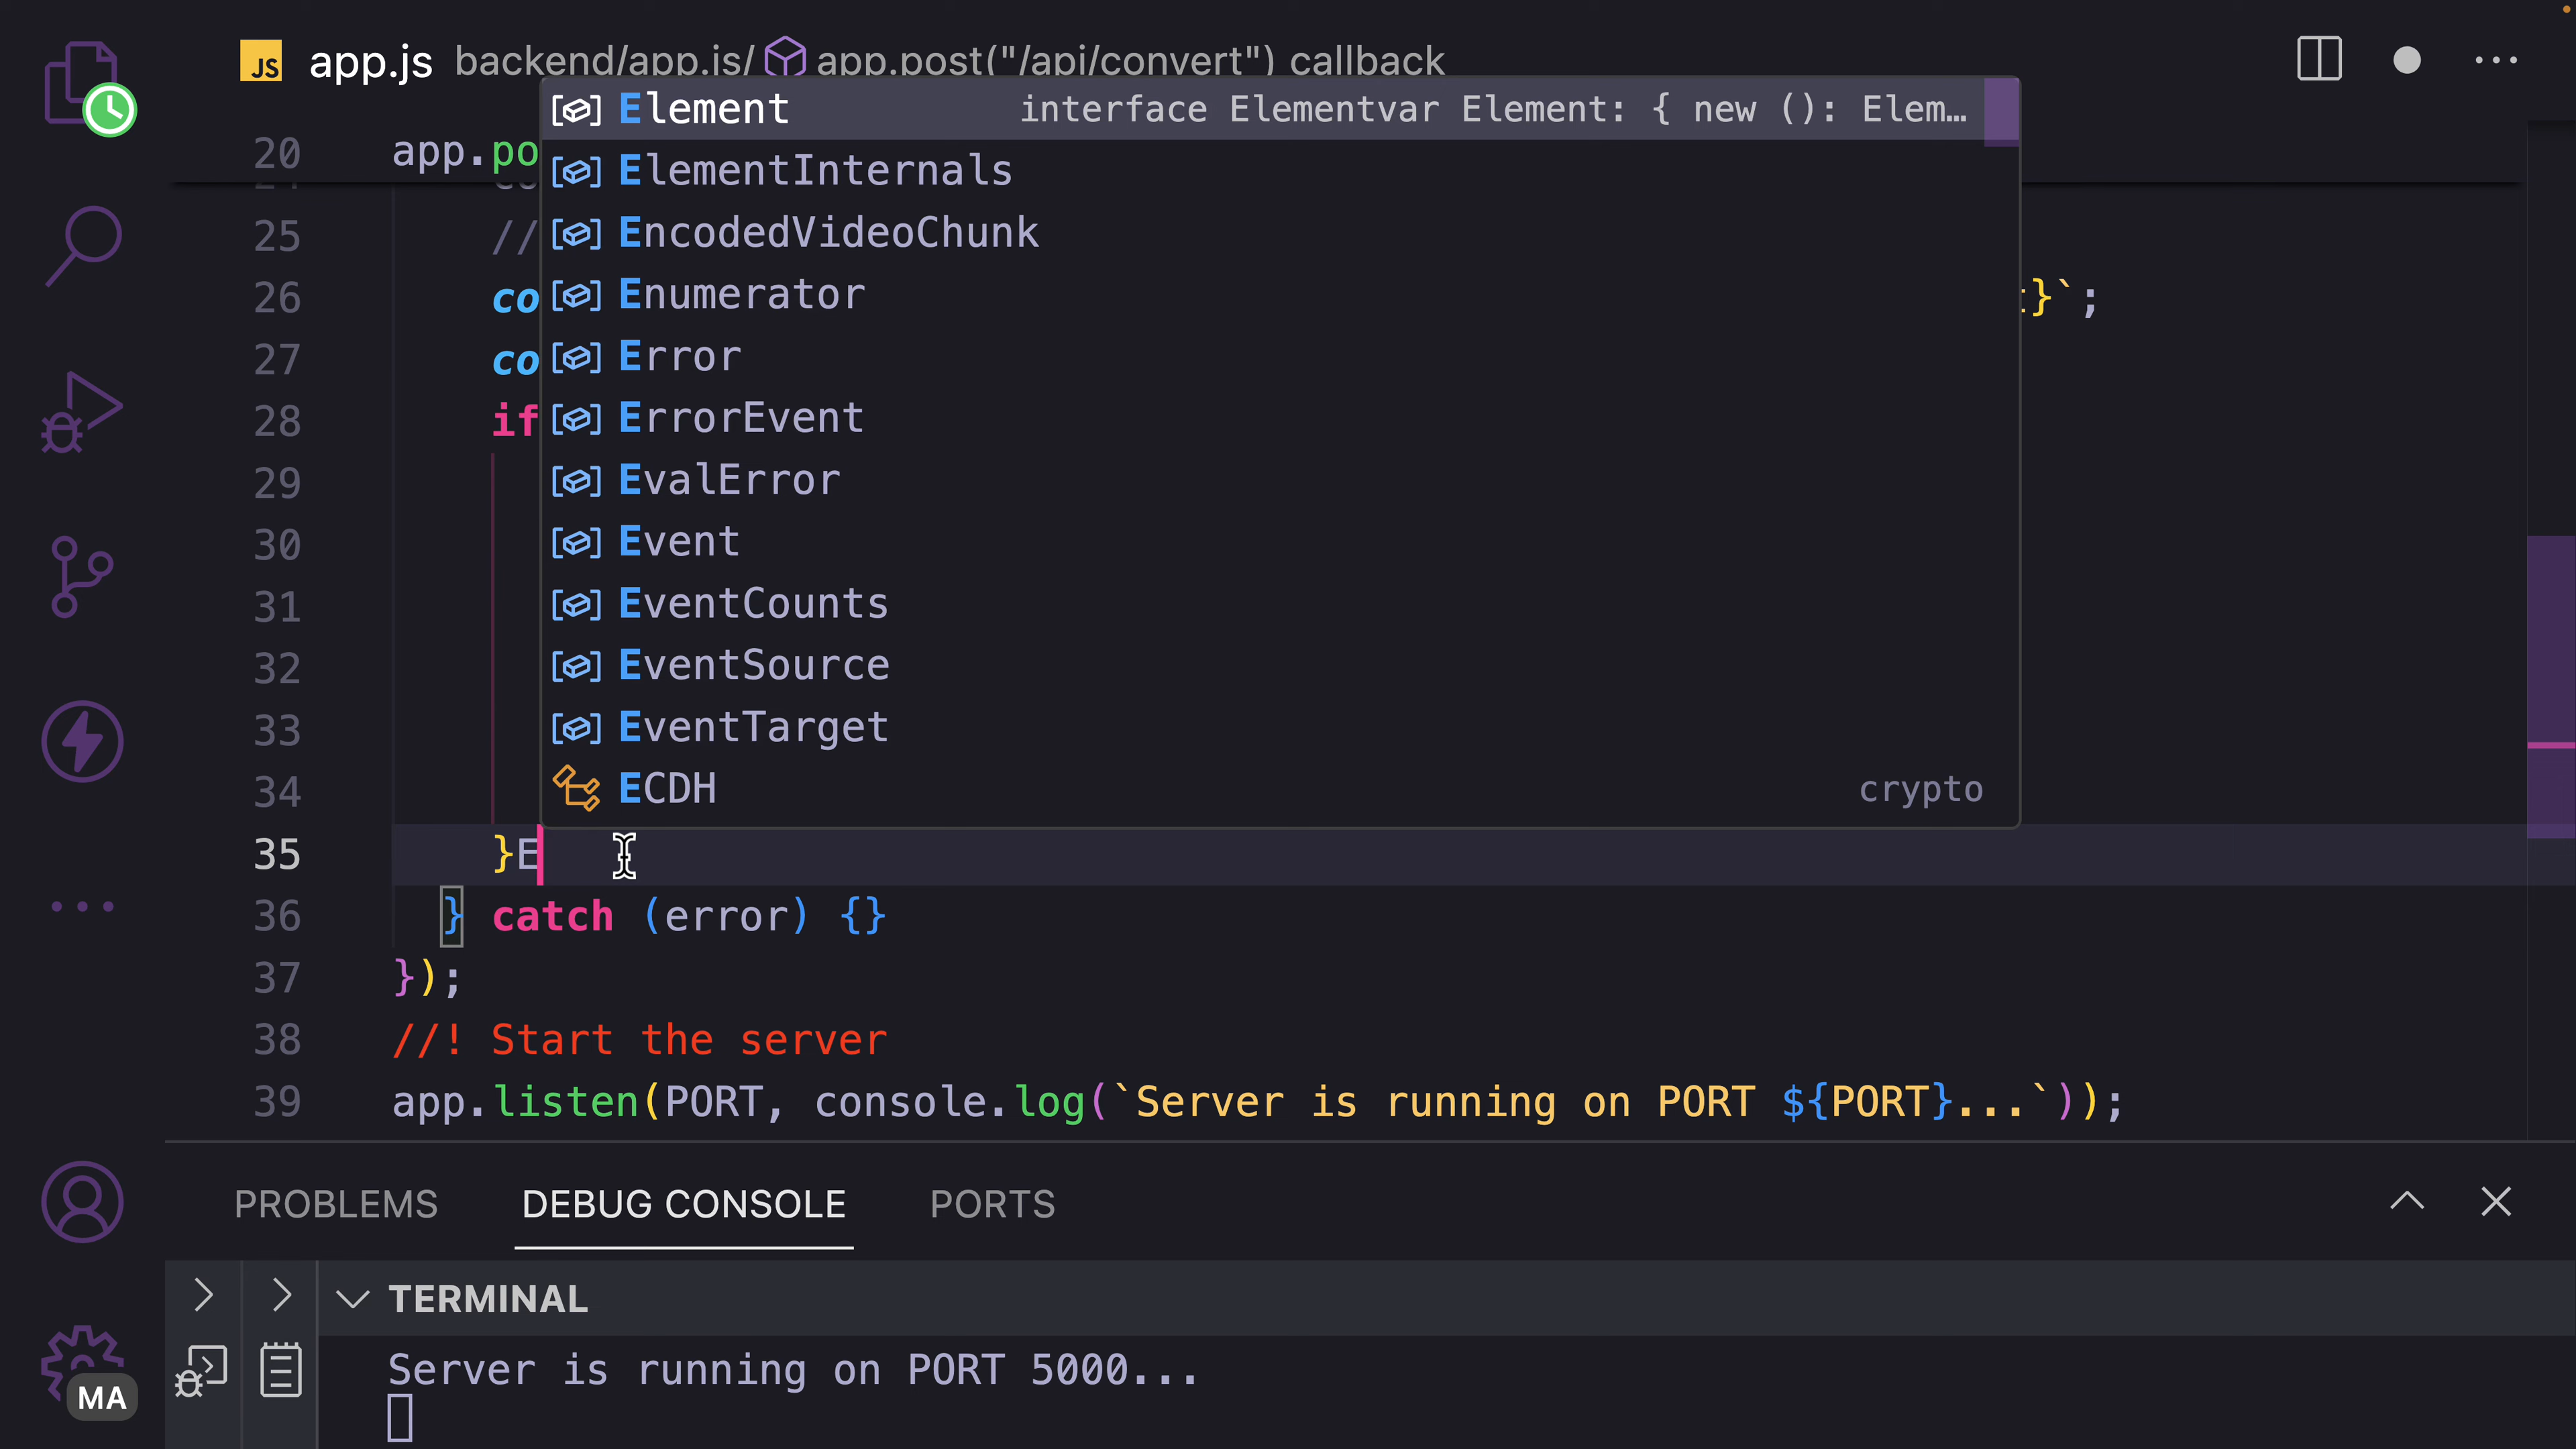 JS app.js backend/app.js/ app.post("/api/convert") callback
Element interface Elementvar Element: { new (): Elem…
20 app.po
ElementInternals
25 //
EncodedVideoChunk
26 co t}`;
Enumerator
27 co
Error
28 if
ErrorEvent
29
EvalError
30
Event
31
EventCounts
32
EventSource
33
EventTarget
34
ECDH crypto
35 }E
36 } catch (error) {}
37 });
38 //! Start the server
39 app.listen(PORT, console.log(`Server is running on PORT ${PORT}...`));
PROBLEMS DEBUG CONSOLE PORTS
TERMINAL
Server is running on PORT 5000...
MA